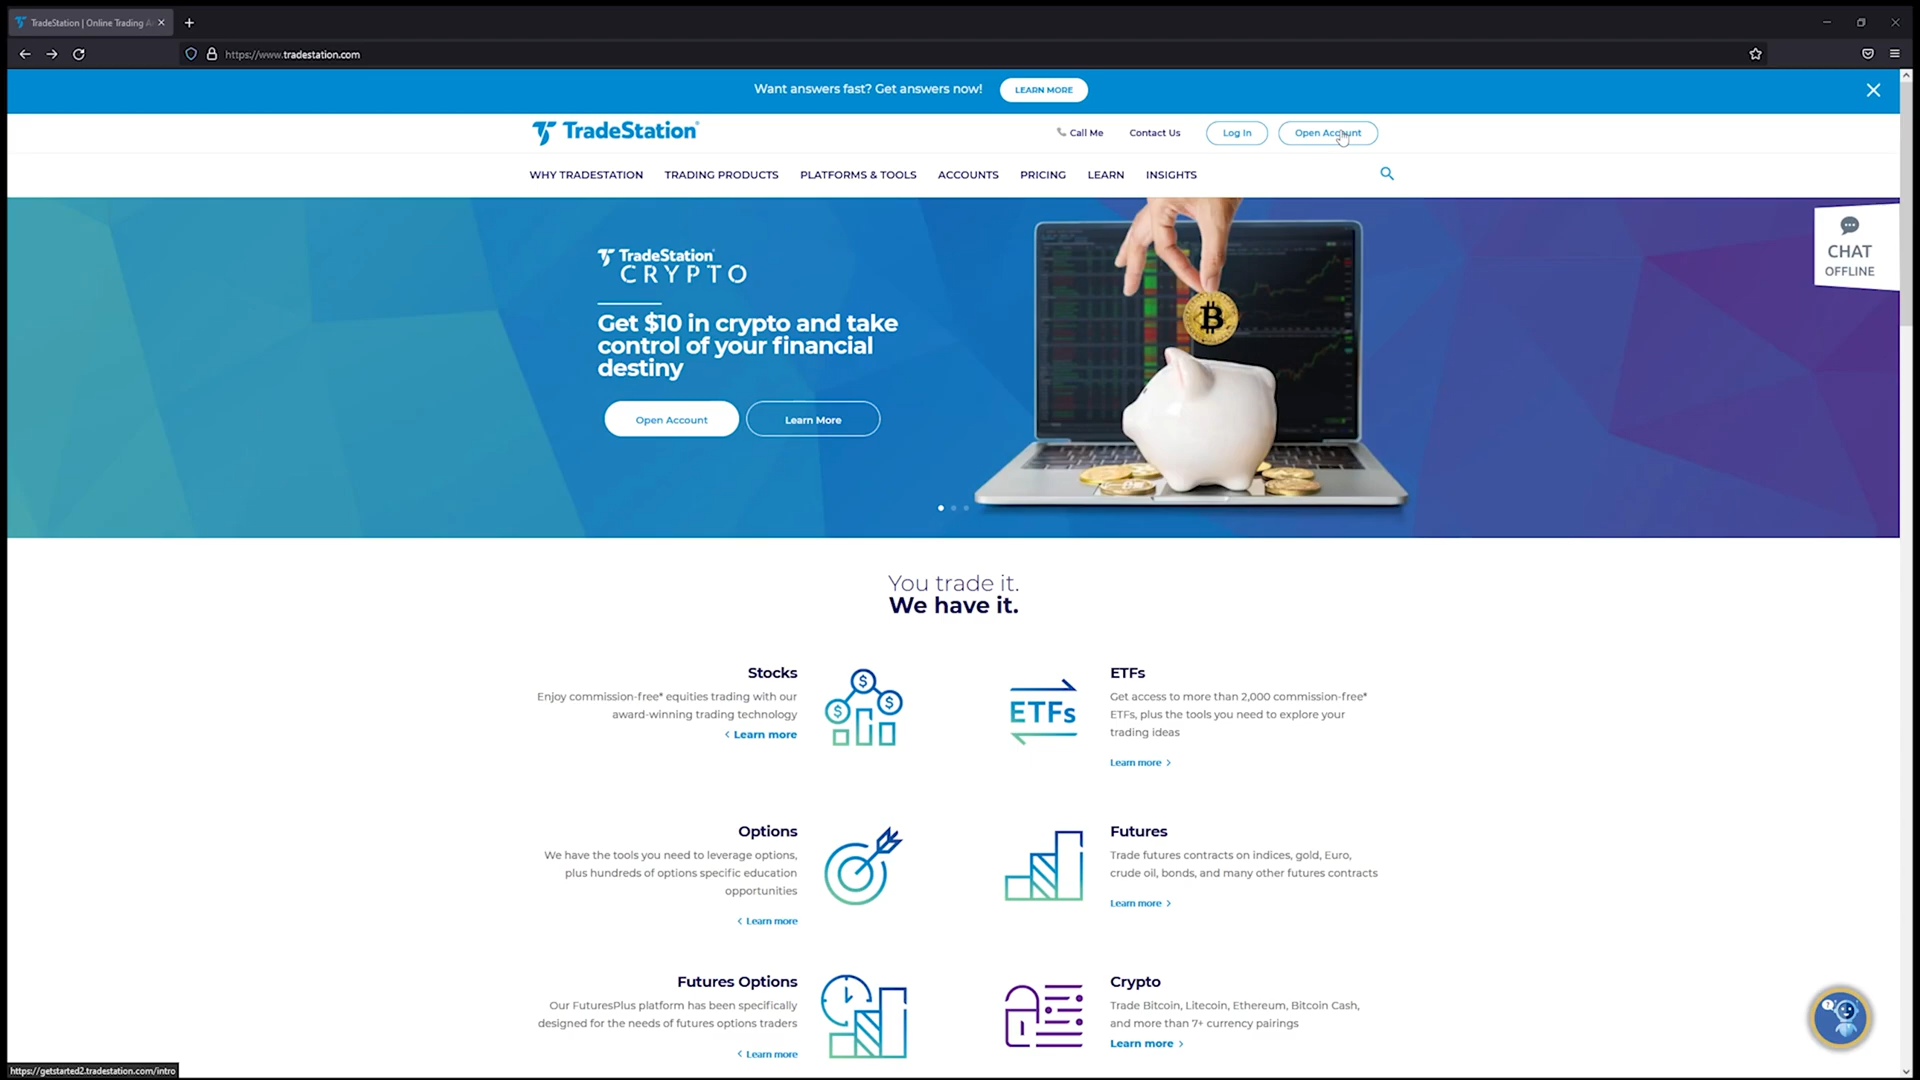 TradeStation | Online Trading
https://www.tradestation.com
Want answers fast? Get answers now!
LEARN MORE
TradeStation
Call Me
Contact Us
Log In
Open Account
WHY TRADESTATION
TRADING PRODUCTS
PLATFORMS & TOOLS
ACCOUNTS
PRICING
LEARN
INSIGHTS
CHAT
OFFLINE
TradeStation
CRYPTO
Get $10 in crypto and take
control of your financial
destiny
Open Account
Learn More
You trade it.
We have it.
Stocks
Enjoy commission-free* equities trading with our
award-winning trading technology
< Learn more
ETFs
ETFs
Get access to more than 2,000 commission-free*
ETFs, plus the tools you need to explore your
trading ideas
Learn more >
Options
We have the tools you need to leverage options,
plus hundreds of options specific education
opportunities
< Learn more
Futures
Trade futures contracts on indices, gold, Euro,
crude oil, bonds, and many other futures contracts
Learn more >
Futures Options
Our FuturesPlus platform has been specifically
designed for the needs of futures options traders
< Learn more
Crypto
Trade Bitcoin, Litecoin, Ethereum, Bitcoin Cash,
and more than 7+ currency pairings
Learn more >
https://getstarted2.tradestation.com/intro